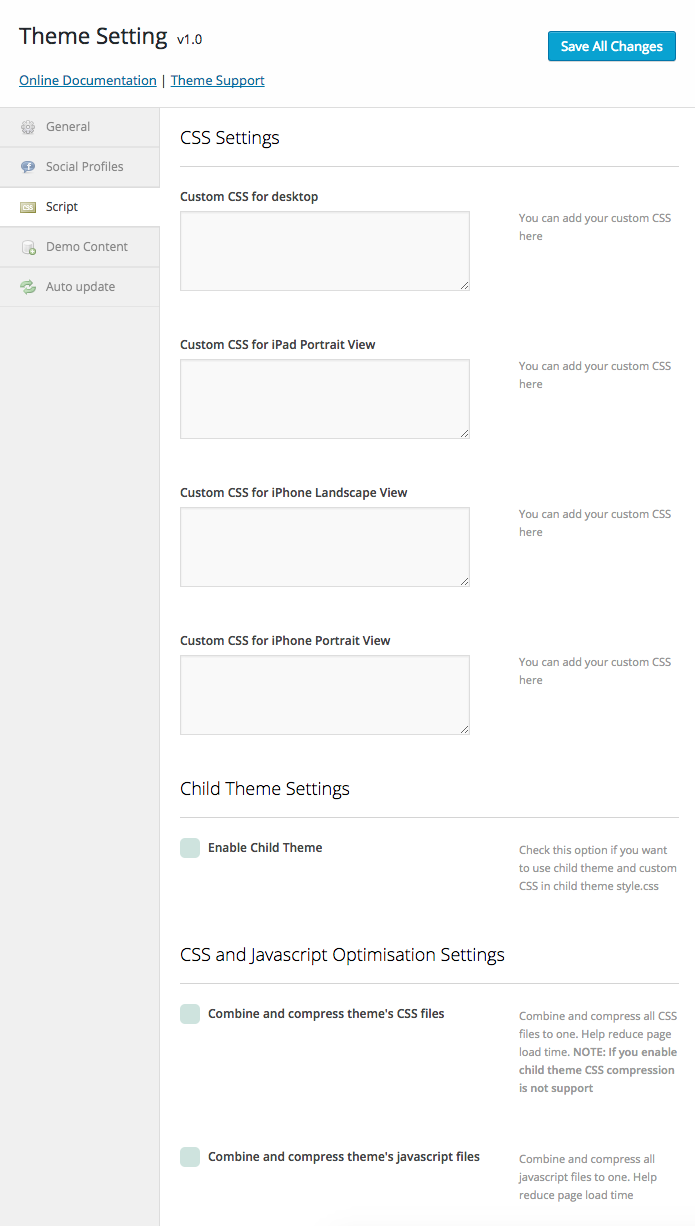 Theme Setting v1.0
Save All Changes
Online Documentation | Theme Support
General
Social Profiles
CSS Script
Demo Content
Auto update
CSS Settings
Custom CSS for desktop
You can add your custom CSS
here
Custom CSS for iPad Portrait View
You can add your custom CSS
here
Custom CSS for iPhone Landscape View
You can add your custom CSS
here
Custom CSS for iPhone Portrait View
You can add your custom CSS
here
Child Theme Settings
Enable Child Theme
Check this option if you want
to use child theme and custom
CSS in child theme style.css
CSS and Javascript Optimisation Settings
Combine and compress theme's CSS files
Combine and compress all CSS
files to one. Help reduce page
load time. NOTE: If you enable
child theme CSS compression
is not support
Combine and compress theme's javascript files
Combine and compress all
javascript files to one. Help
reduce page load time